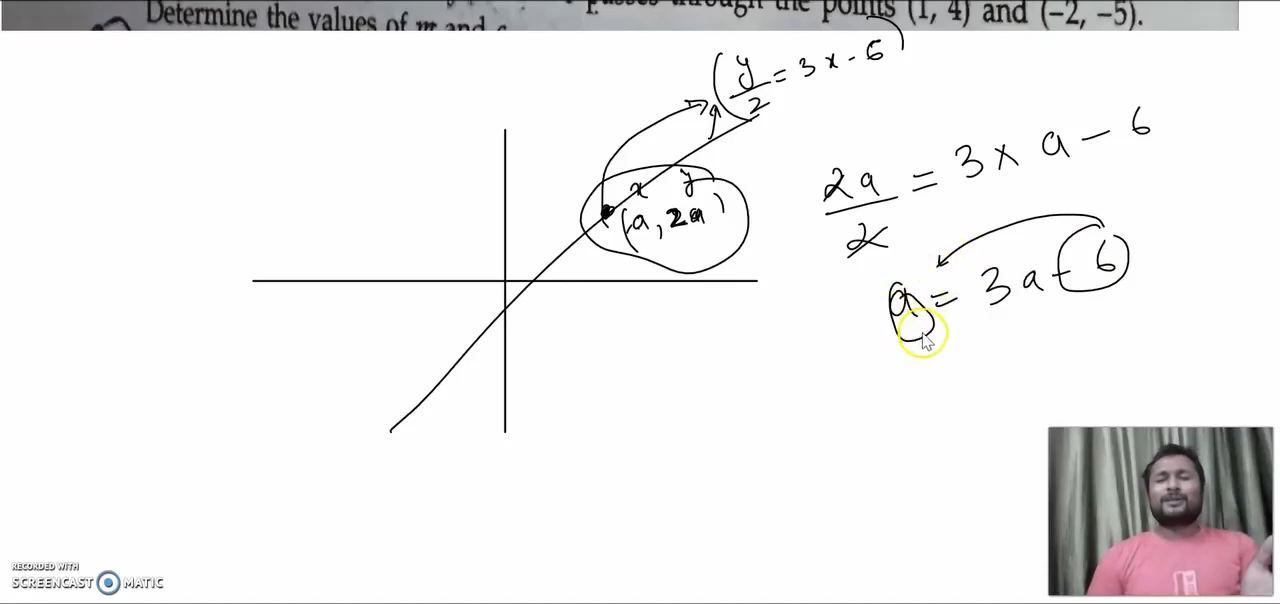 passes through the points (1, 4) and (−2, −5).
Determine the values of m and c
(y/2 = 3x - 6)
x y
(a, 2a)
2a/2 = 3 × a − 6
a = 3a − 6
RECORDED WITH
SCREENCAST MATIC